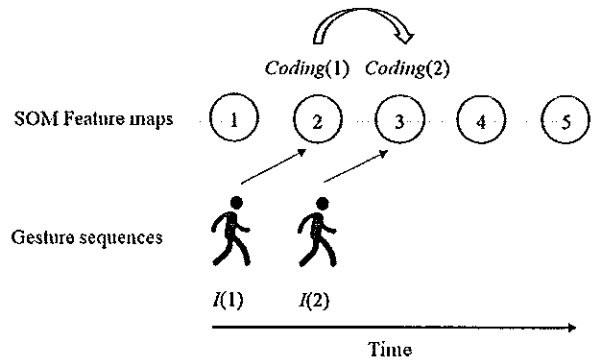 Coding(1) Coding(2)
SOM Feature maps 1 2 3 4 5
Gesture sequences
I(1) I(2)
Time